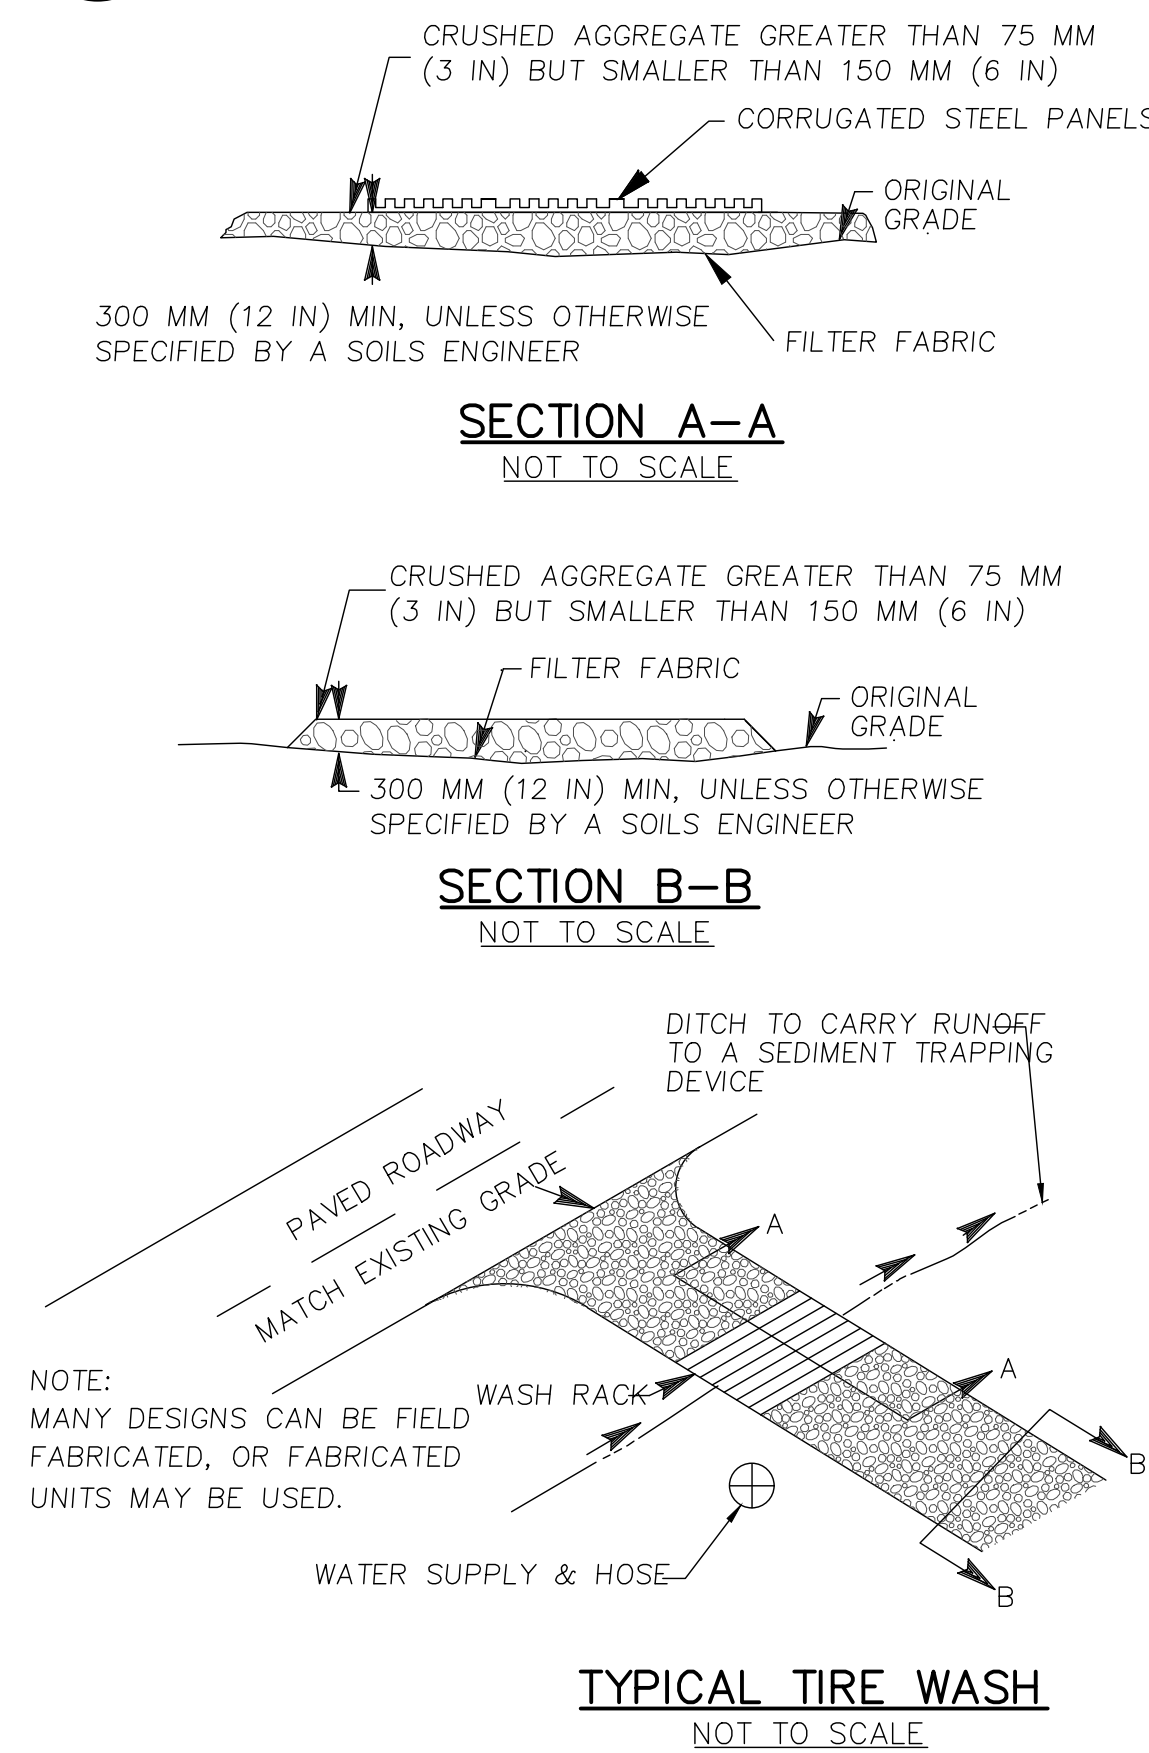 CRUSHED AGGREGATE GREATER THAN 75 MM
(3 IN) BUT SMALLER THAN 150 MM (6 IN)
CORRUGATED STEEL PANELS
ORIGINAL
GRADE
300 MM (12 IN) MIN, UNLESS OTHERWISE
SPECIFIED BY A SOILS ENGINEER
FILTER FABRIC
SECTION A-A
NOT TO SCALE
CRUSHED AGGREGATE GREATER THAN 75 MM
(3 IN) BUT SMALLER THAN 150 MM (6 IN)
FILTER FABRIC
ORIGINAL
GRADE
300 MM (12 IN) MIN, UNLESS OTHERWISE
SPECIFIED BY A SOILS ENGINEER
SECTION B-B
NOT TO SCALE
DITCH TO CARRY RUNOFF
TO A SEDIMENT TRAPPING
DEVICE
PAVED ROADWAY
MATCH EXISTING GRADE
A
A
WASH RACK
NOTE:
MANY DESIGNS CAN BE FIELD
FABRICATED, OR FABRICATED
UNITS MAY BE USED.
B
B
WATER SUPPLY & HOSE
TYPICAL TIRE WASH
NOT TO SCALE